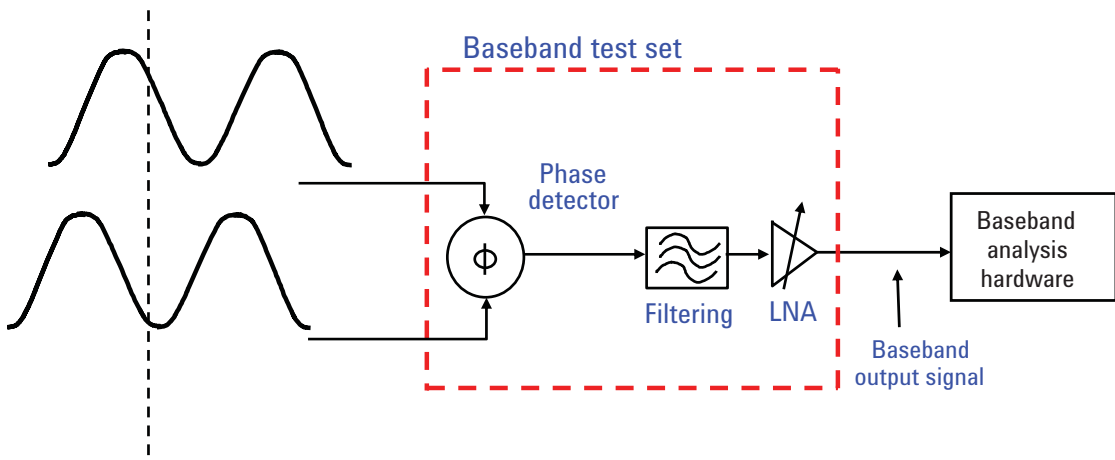 Baseband test set
Phase
detector
Φ
Filtering
LNA
Baseband
output signal
Baseband
analysis
hardware